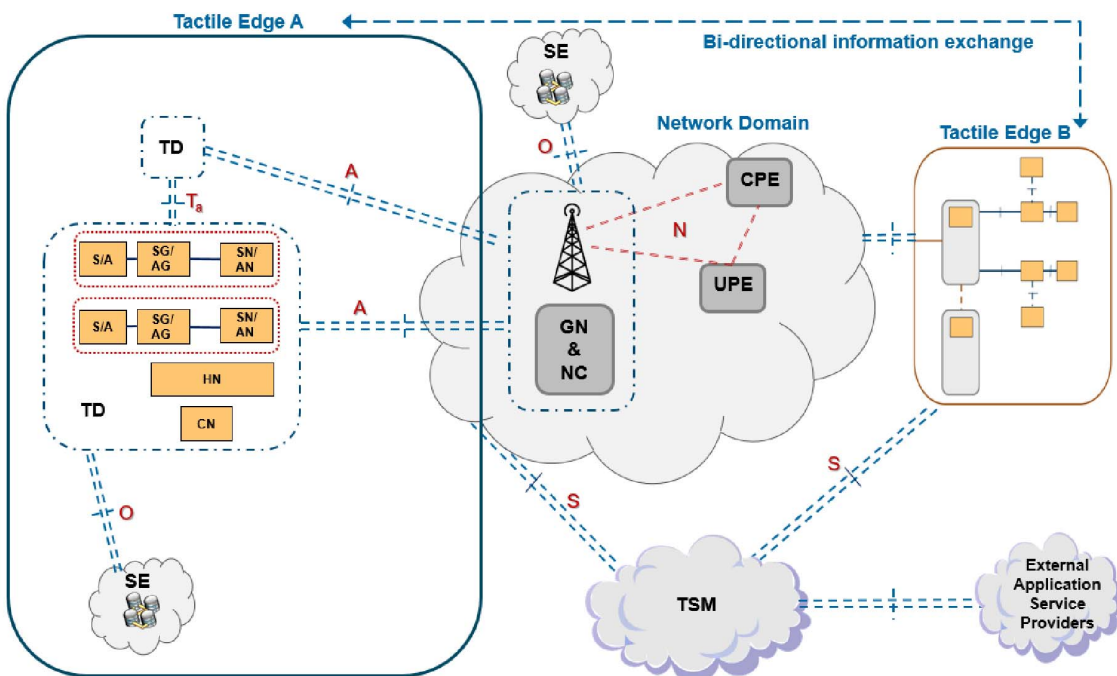 Tactile Edge A
Bi-directional information exchange
SE
O
Network Domain
Tactile Edge B
TD
A
Ta
CPE
N
UPE
S/A
SG/
AG
SN/
AN
S/A
SG/
AG
SN/
AN
A
GN
&
NC
HN
TD
CN
O
SE
S
S
TSM
External
Application
Service
Providers